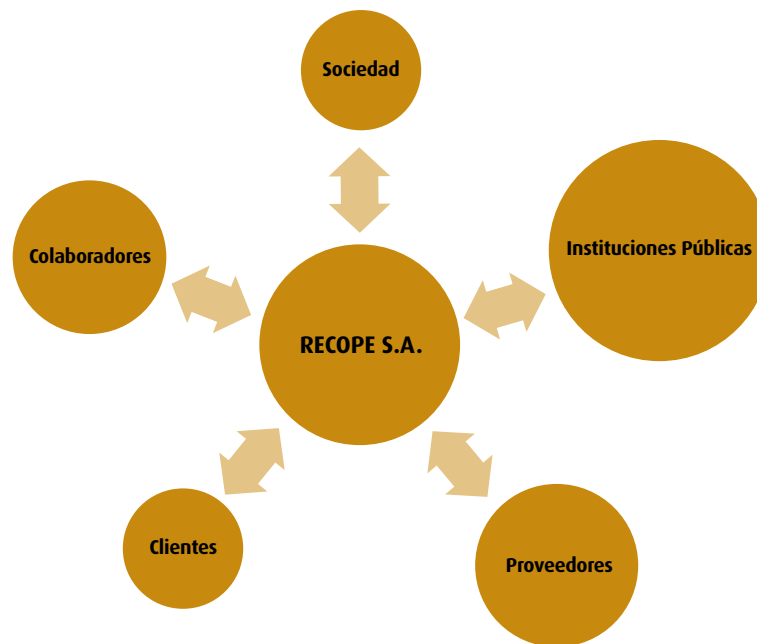 Sociedad
Colaboradores
Instituciones Públicas
RECOPE S.A.
Clientes
Proveedores